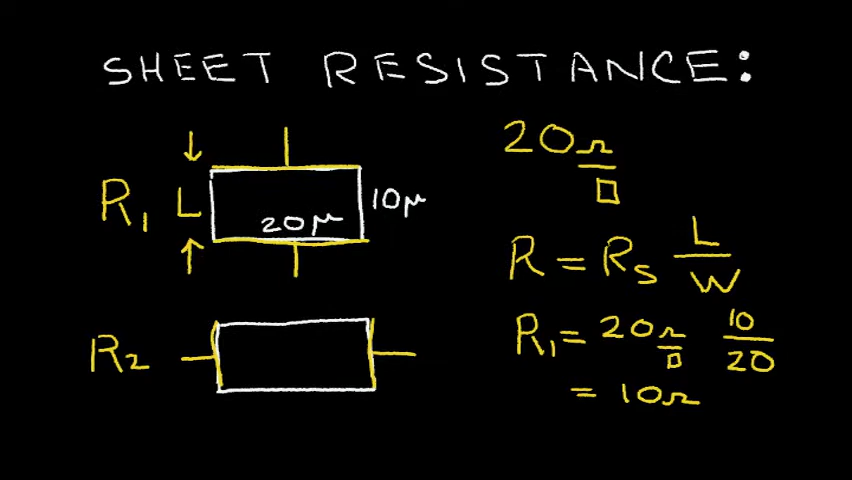 SHEET RESISTANCE:
20Ω/□
R = Rs L/W
R1 L 20μ 10μ
R1 = 20Ω/□ 10/20
= 10Ω
R2